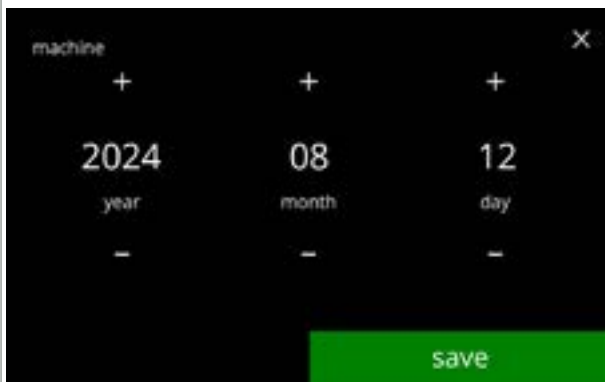 machine
×
+ + +
2024 08 12
year month day
– – –
save